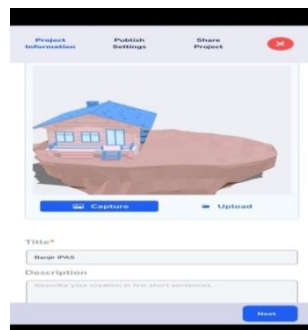 Project Information
Publish Settings
Share Project
Capture
Upload
Title*
Banjir IPAS
Description
Describe your creation in few short sentences...
Next